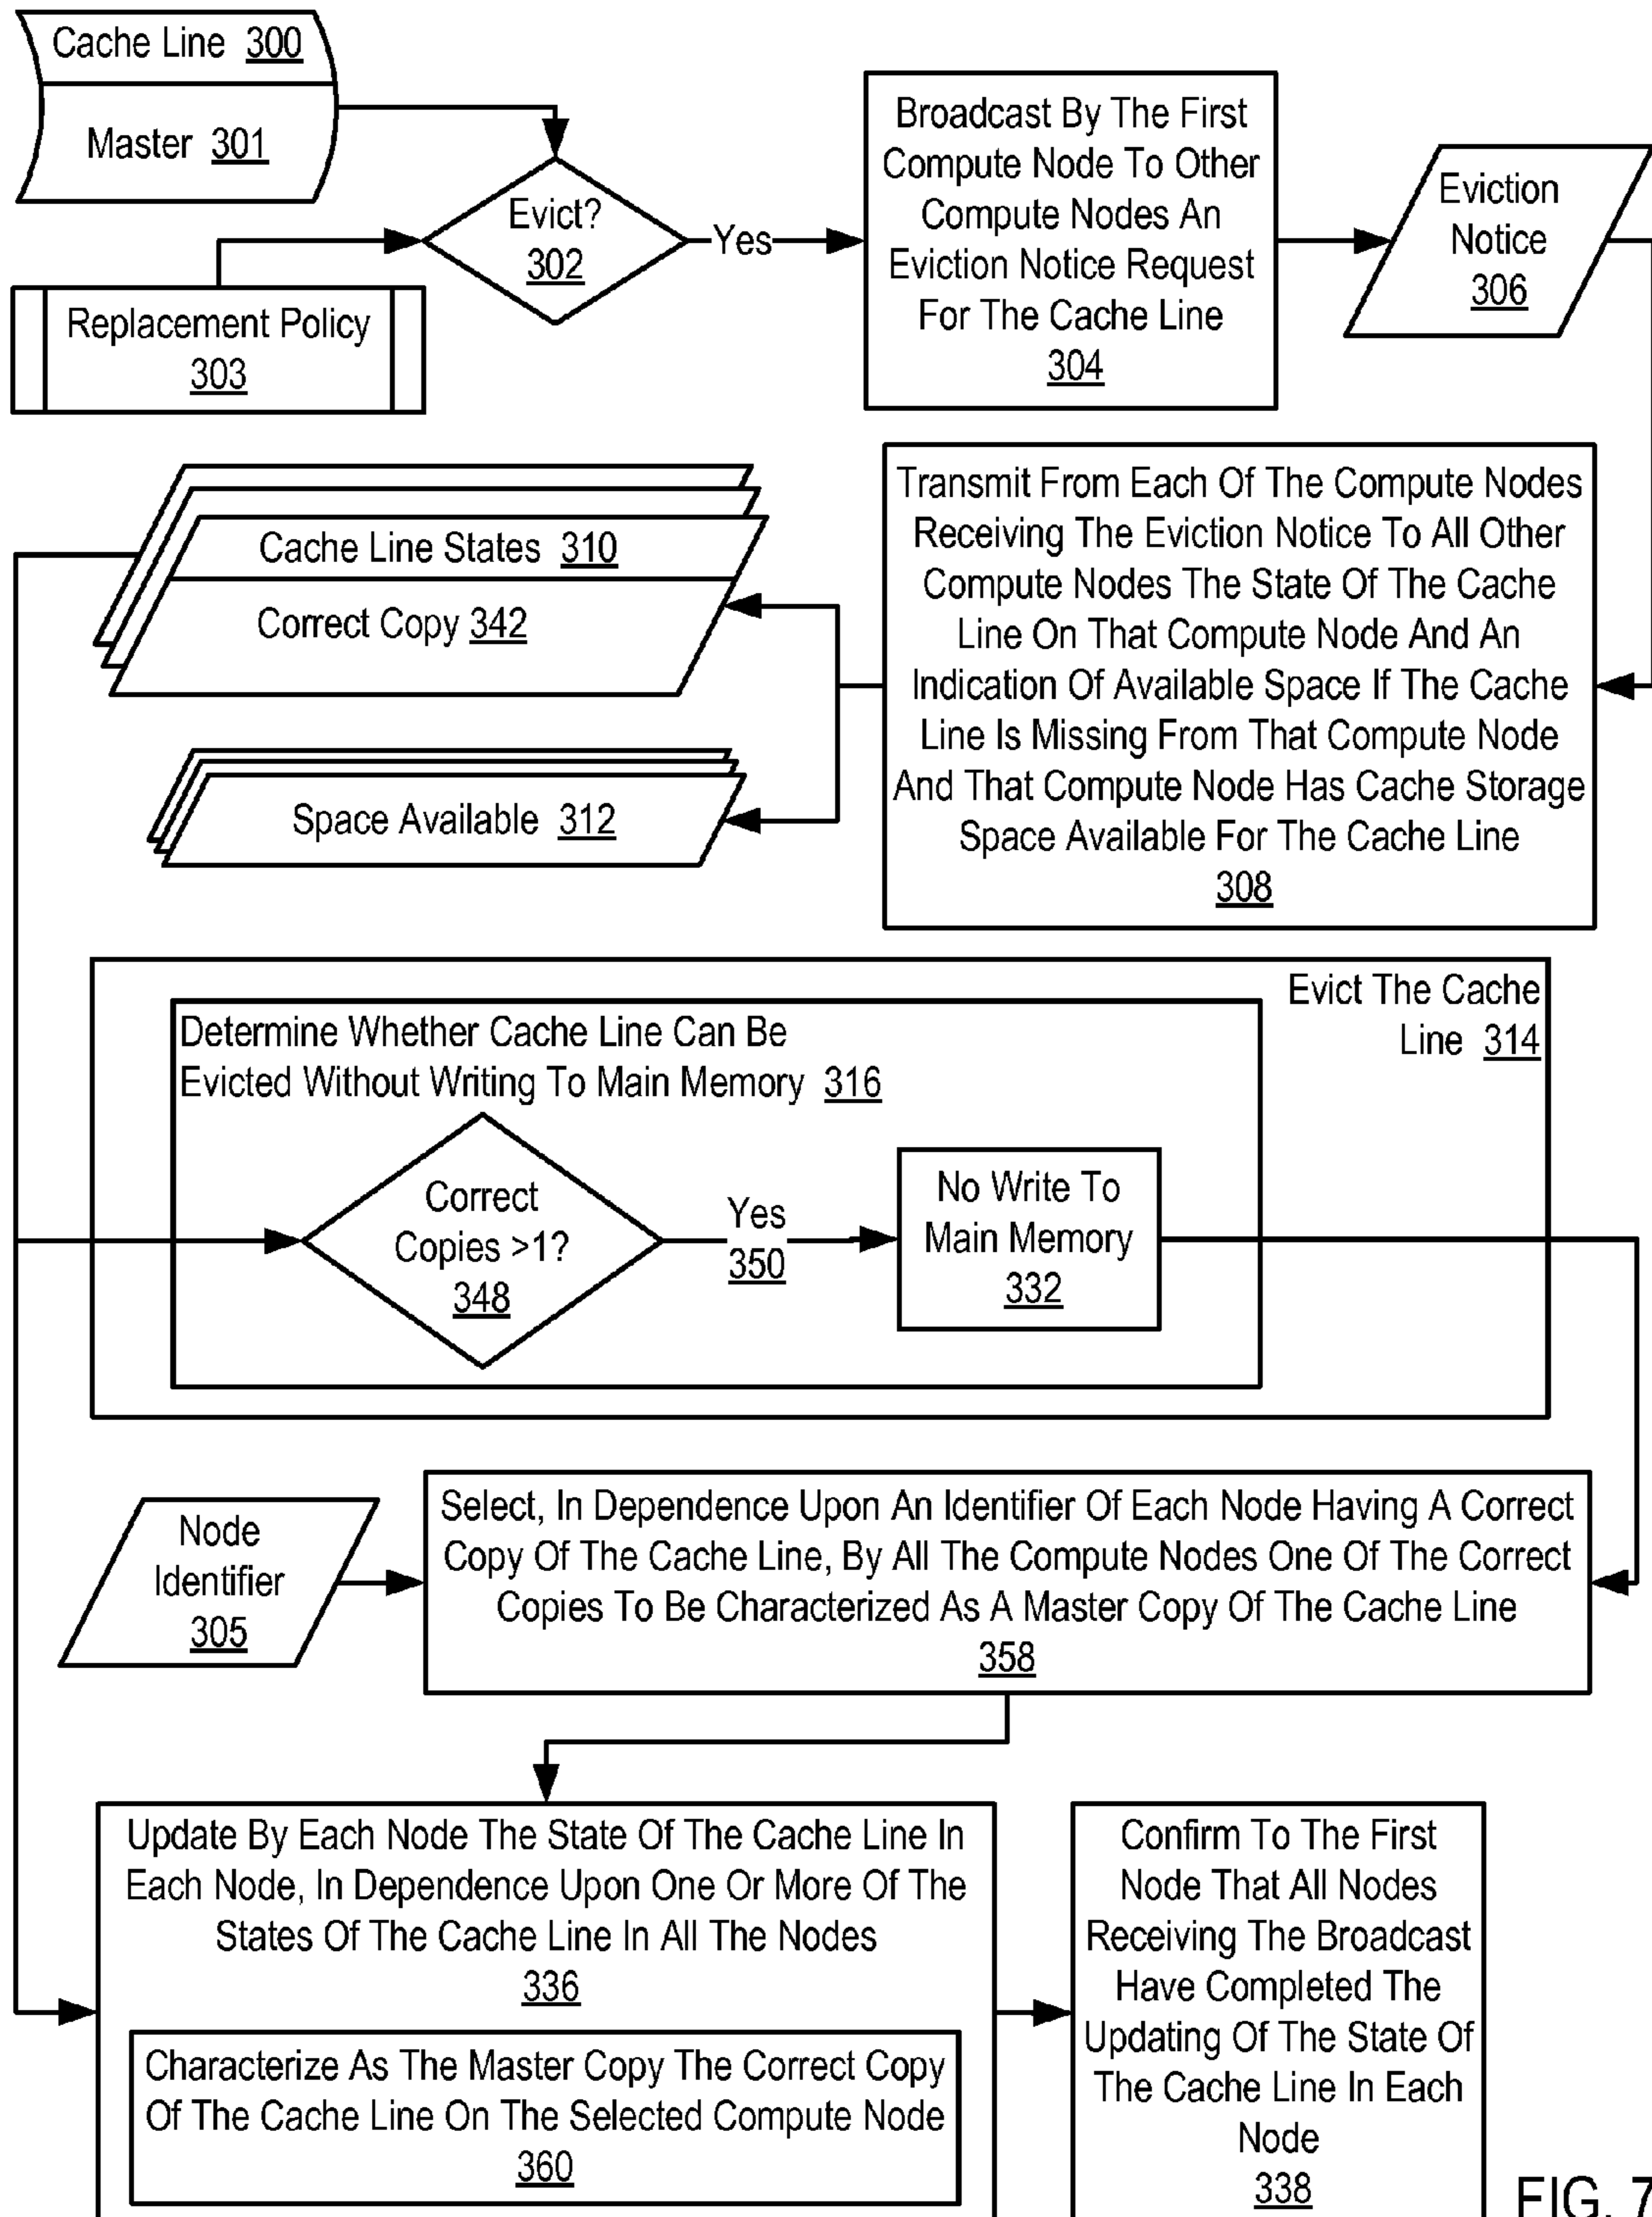 Cache Line 300
Master 301
Evict?
302
Yes
Replacement Policy
303
Broadcast By The First
Compute Node To Other
Compute Nodes An
Eviction Notice Request
For The Cache Line
304
Eviction
Notice
306
Transmit From Each Of The Compute Nodes
Receiving The Eviction Notice To All Other
Compute Nodes The State Of The Cache
Line On That Compute Node And An
Indication Of Available Space If The Cache
Line Is Missing From That Compute Node
And That Compute Node Has Cache Storage
Space Available For The Cache Line
308
Cache Line States 310
Correct Copy 342
Space Available 312
Evict The Cache
Line 314
Determine Whether Cache Line Can Be
Evicted Without Writing To Main Memory 316
Correct
Copies >1?
348
Yes
350
No Write To
Main Memory
332
Node
Identifier
305
Select, In Dependence Upon An Identifier Of Each Node Having A Correct
Copy Of The Cache Line, By All The Compute Nodes One Of The Correct
Copies To Be Characterized As A Master Copy Of The Cache Line
358
Update By Each Node The State Of The Cache Line In
Each Node, In Dependence Upon One Or More Of The
States Of The Cache Line In All The Nodes
336
Characterize As The Master Copy The Correct Copy
Of The Cache Line On The Selected Compute Node
360
Confirm To The First
Node That All Nodes
Receiving The Broadcast
Have Completed The
Updating Of The State Of
The Cache Line In Each
Node
338
FIG. 7